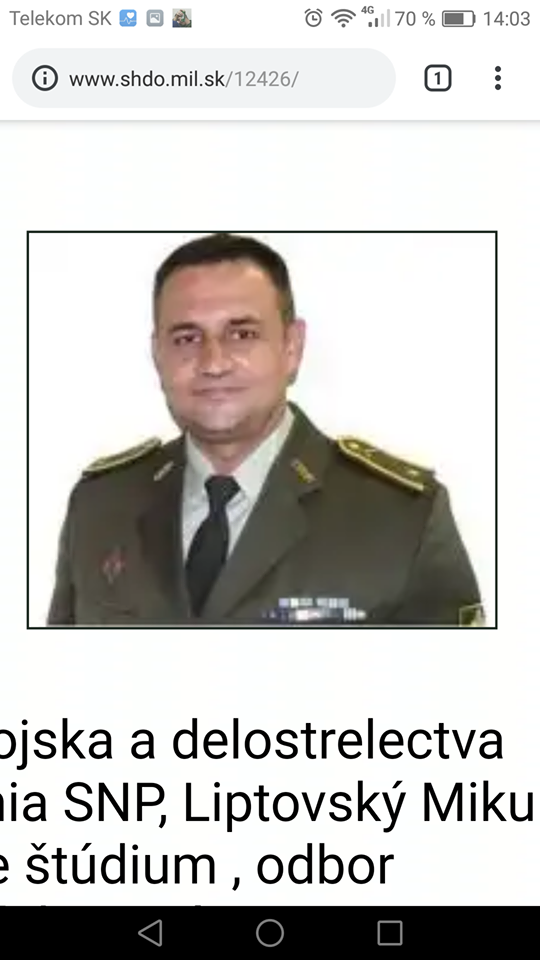 Telekom SK 4G 70 % 14:03
www.shdo.mil.sk/12426/ 1
ojska a delostrelectva
nia SNP, Liptovský Miku
e štúdium , odbor